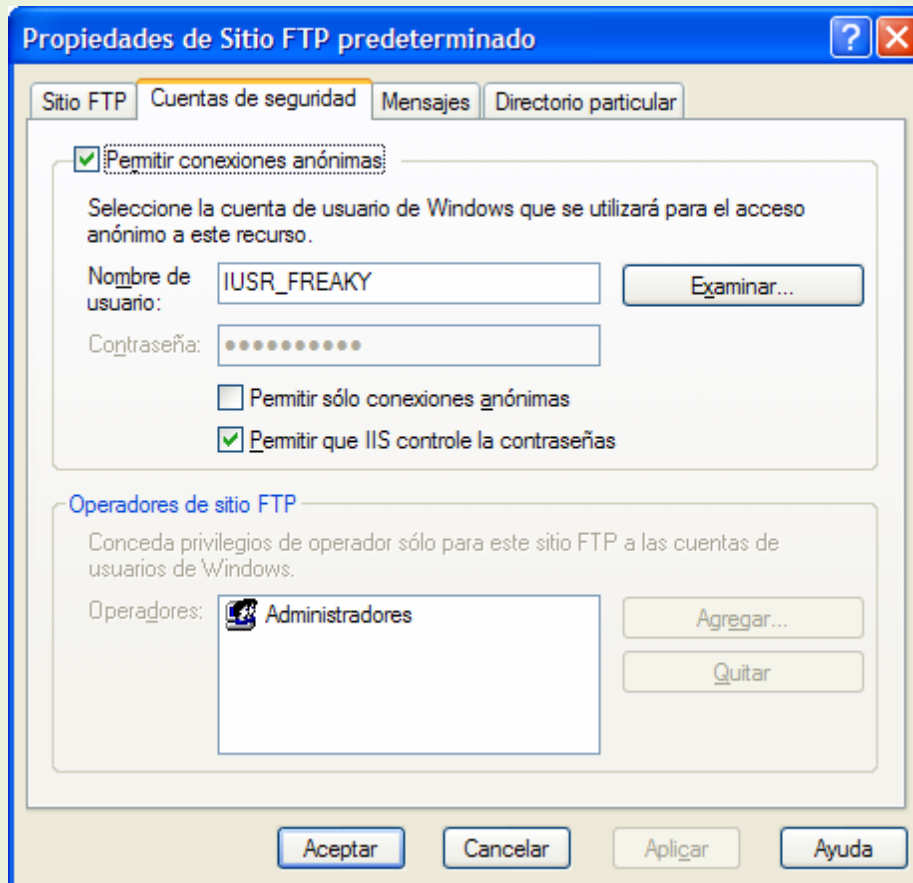 Propiedades de Sitio FTP predeterminado
Sitio FTP
Cuentas de seguridad
Mensajes
Directorio particular
Permitir conexiones anónimas
Seleccione la cuenta de usuario de Windows que se utilizará para el acceso
anónimo a este recurso.
Nombre de
usuario:
IUSR_FREAKY
Examinar...
Contraseña:
●●●●●●●●●●
Permitir sólo conexiones anónimas
Permitir que IIS controle la contraseñas
Operadores de sitio FTP
Conceda privilegios de operador sólo para este sitio FTP a las cuentas de
usuarios de Windows.
Operadores:
Administradores
Agregar...
Quitar
Aceptar
Cancelar
Aplicar
Ayuda